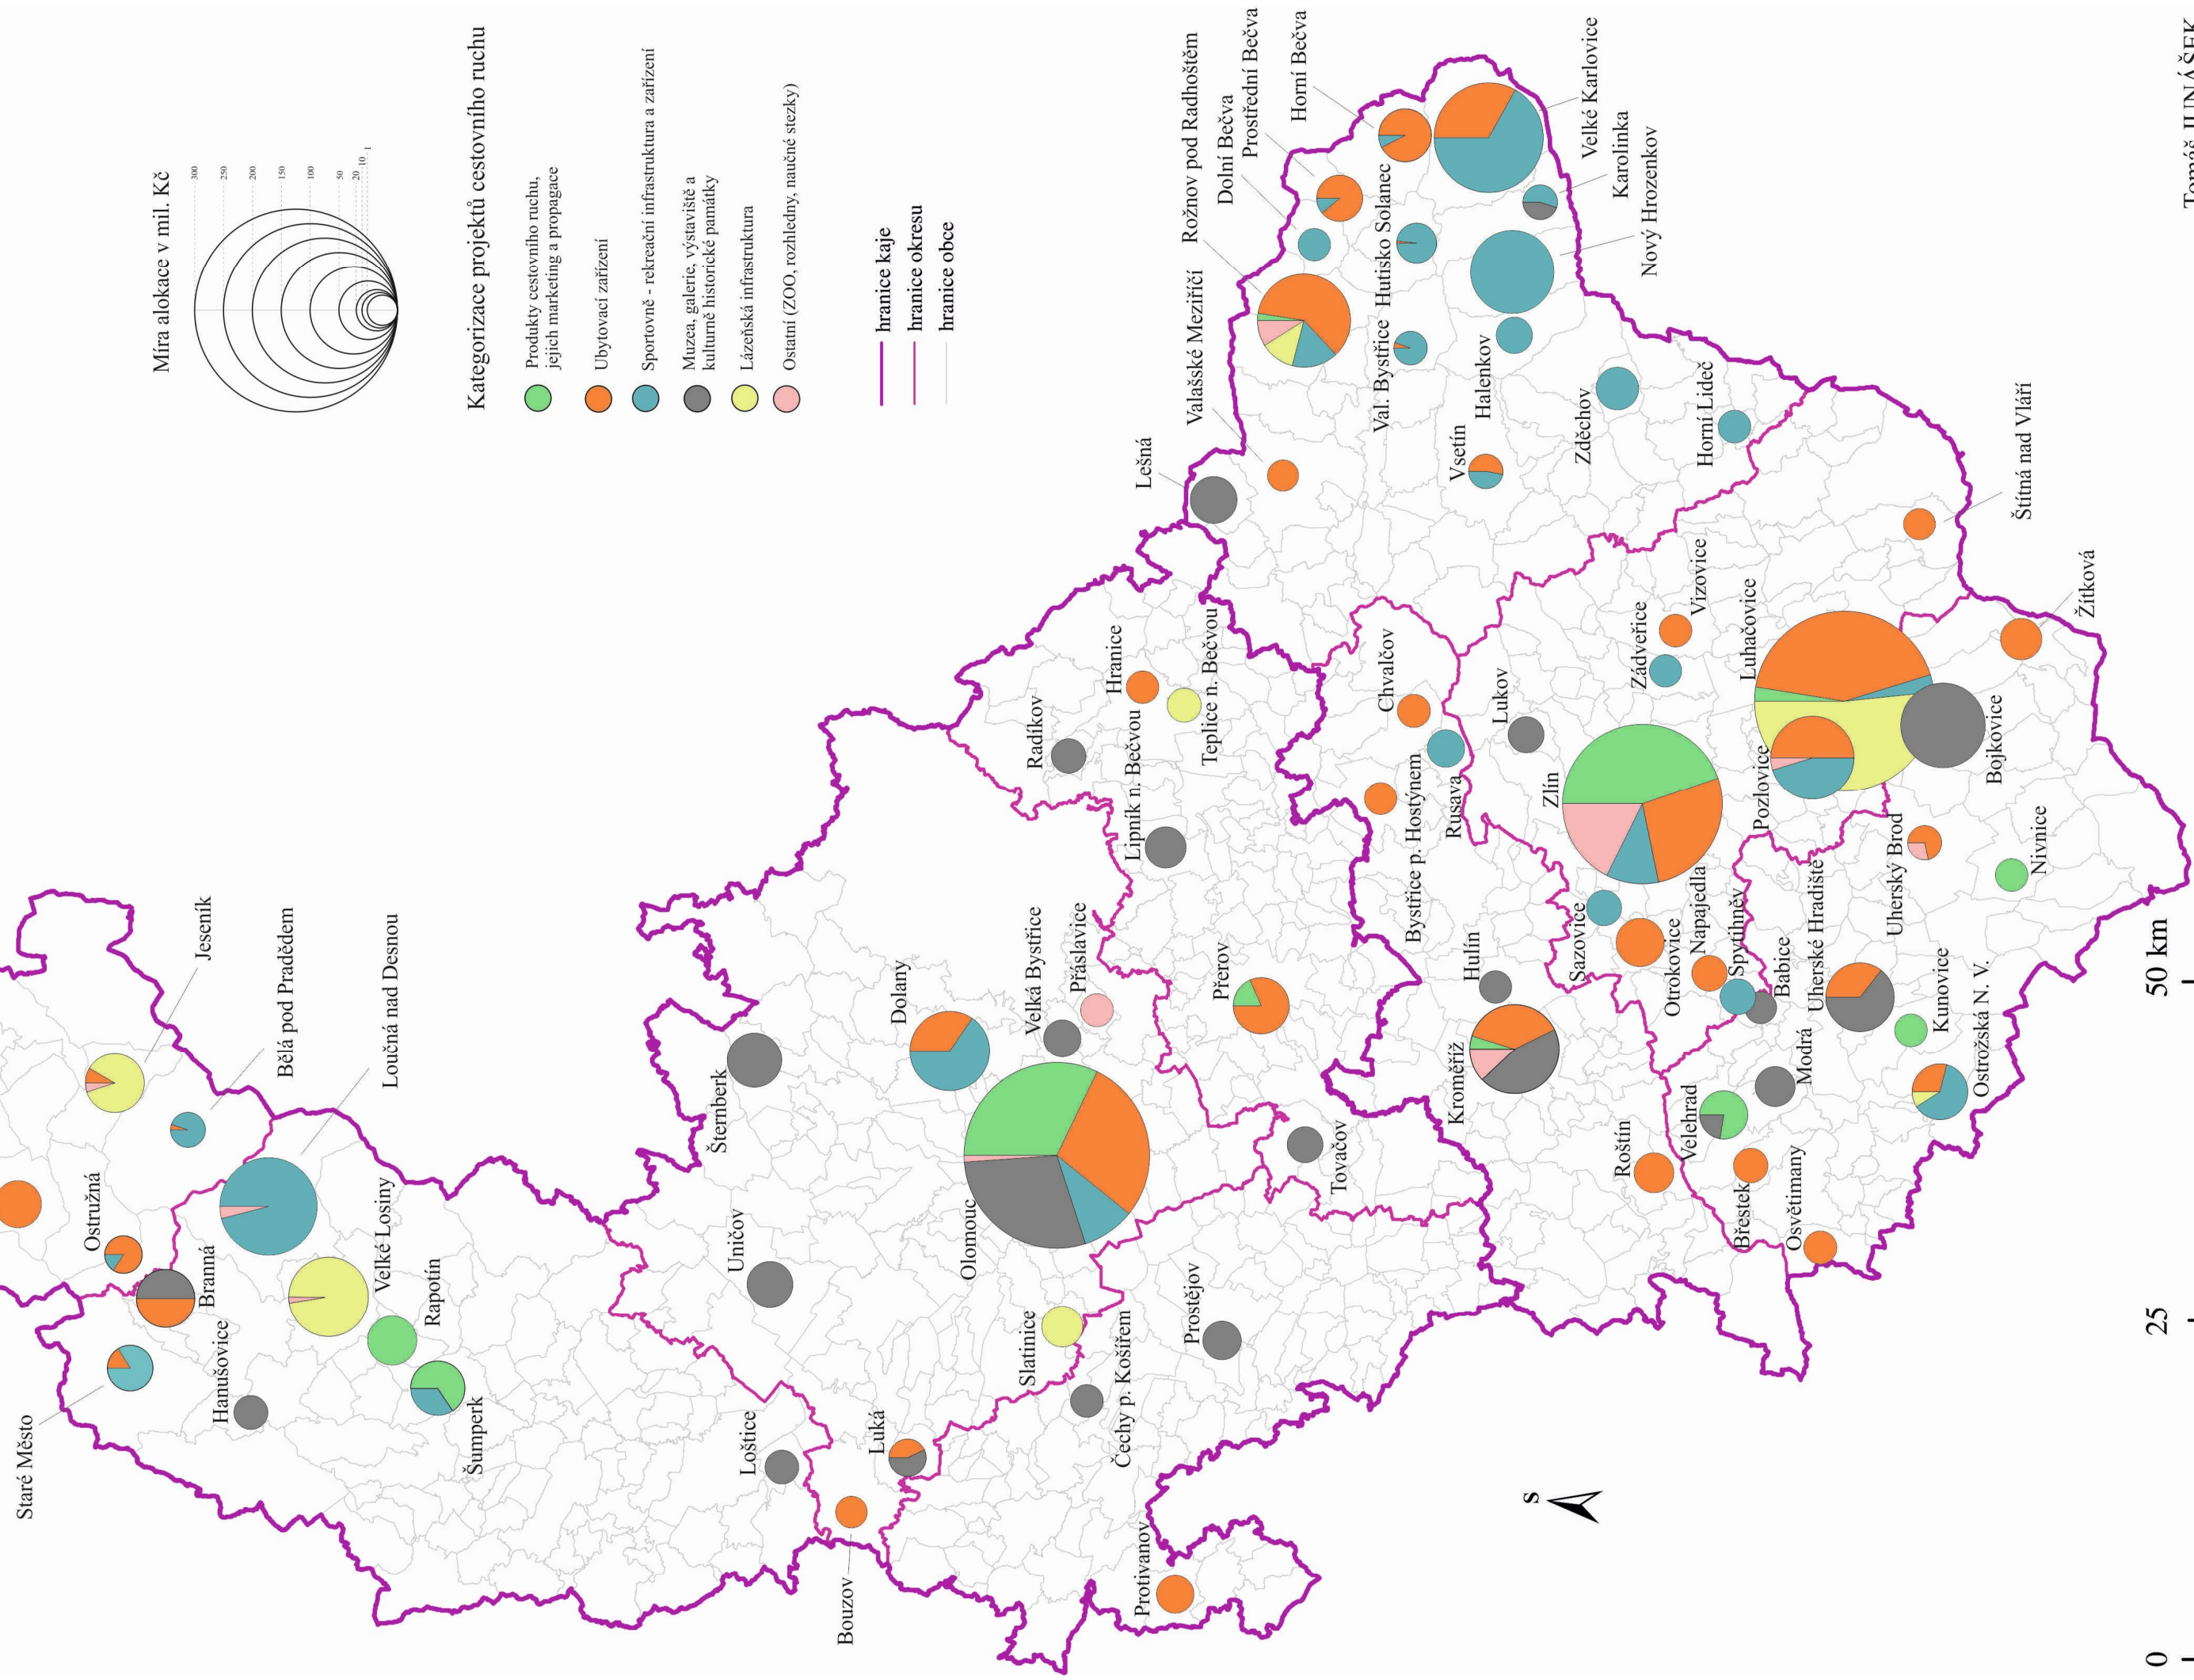 Míra alokace v mil. Kč
300
250
200
150
100
50
20
10
1
Kategorizace projektů cestovního ruchu
Produkty cestovního ruchu,
jejich marketing a propagace
Ubytovací zařízení
Sportovně - rekreační infrastruktura a zařízení
Muzea, galerie, výstaviště a
kulturně historické památky
Lázeňská infrastruktura
Ostatní (ZOO, rozhledny, naučné stezky)
hranice kaje
hranice okresu
hranice obce
Staré Město
Ostružná
Jeseník
Bělá pod Pradědem
Branná
Loučná nad Desnou
Hanušovice
Velké Losiny
Rapotín
Šumperk
Šternberk
Uničov
Loštice
Bouzov
Luká
Dolany
Olomouc
Velká Bystřice
Přáslavice
Slatinice
Čechy p. Košířem
Prostějov
Protivanov
Přerov
Tovačov
Radíkov
Hranice
Lipník n. Bečvou
Teplice n. Bečvou
Lešná
Valašské Meziříčí
Rožnov pod Radhoštěm
Dolní Bečva
Prostřední Bečva
Horní Bečva
Hutisko Solanec
Val. Bystřice
Velké Karlovice
Karolinka
Nový Hrozenkov
Halenkov
Vsetín
Zděchov
Horní Lideč
Štítná nad Vláří
Chvalčov
Bystřice p. Hostýnem
Rusava
Lukov
Zlín
Zádveřice
Vizovice
Luhačovice
Pozlovice
Bojkovice
Žítková
Hulín
Kroměříž
Sazovice
Otrokovice
Napajedla
Spytihněv
Babice
Uherské Hradiště
Uherský Brod
Nivnice
Kunovice
Ostrožská N. V.
Modrá
Velehrad
Roštín
Břestek
Osvětimany
S
0
25
50 km
Tomáš